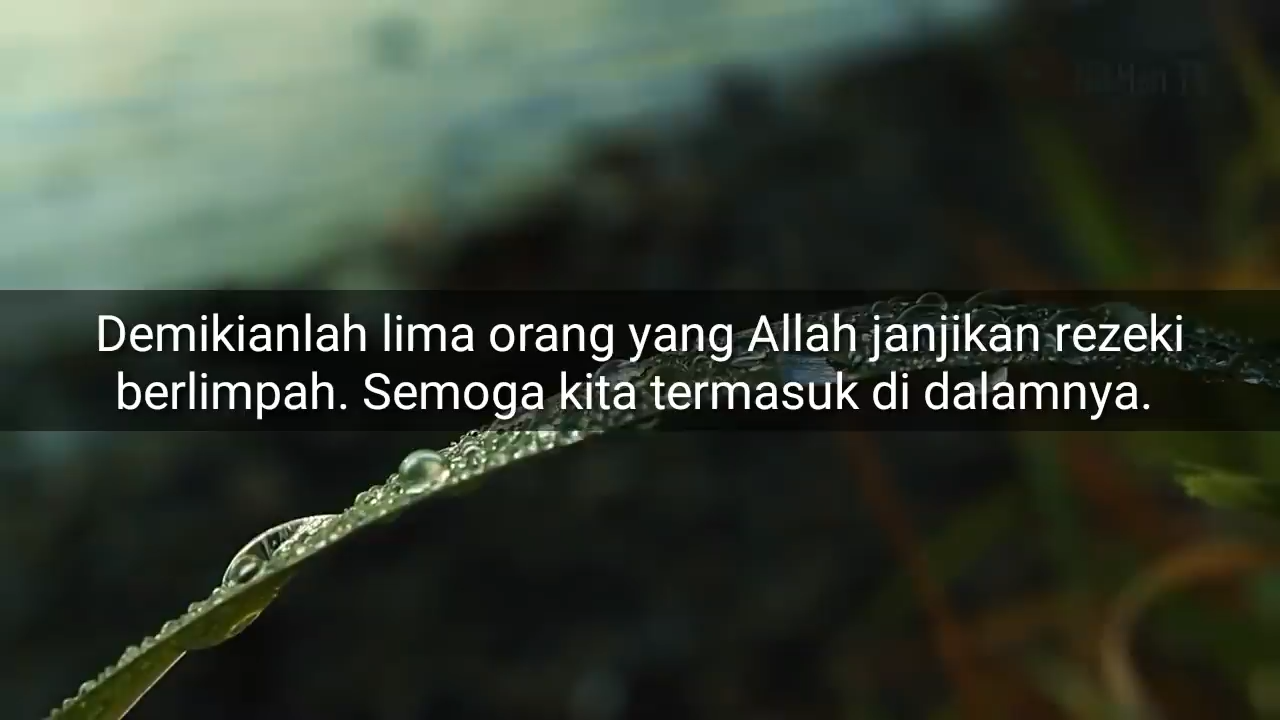 Demikianlah lima orang yang Allah janjikan rezeki
berlimpah. Semoga kita termasuk di dalamnya.